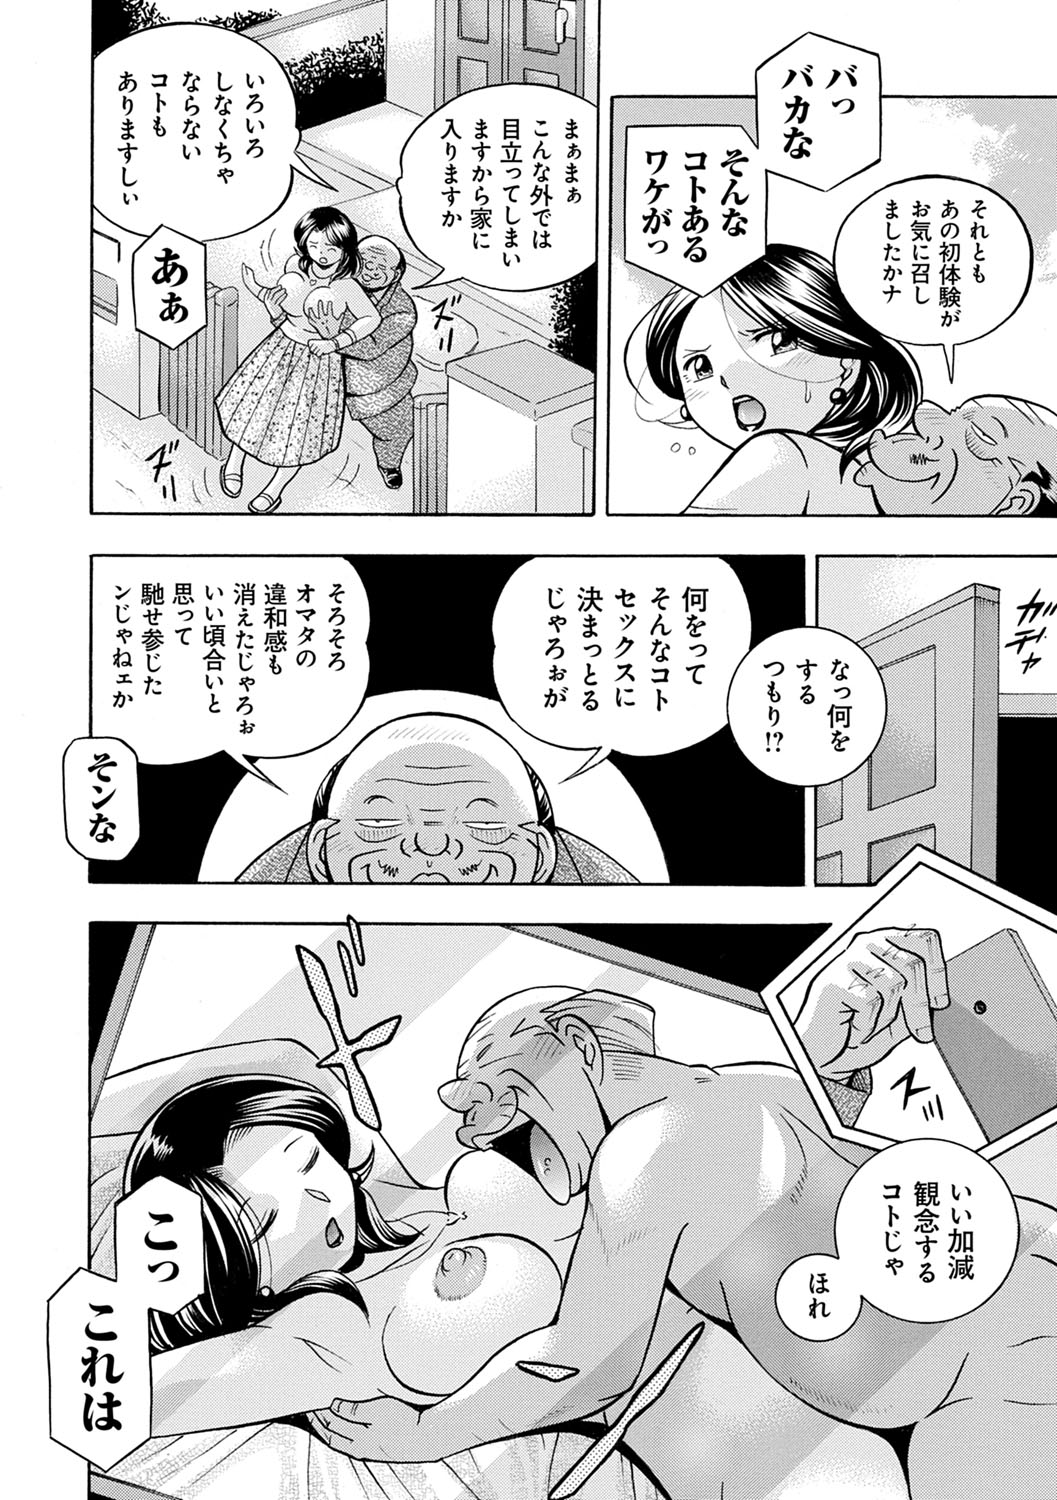 それとも
あの初体験が
お気に召し
ましたかナ
バっ
バカな
そんな
コトある
ワケがっ
まぁまぁ
こんな外では
目立ってしまい
ますから家に
入りますか
いろいろ
しなくちゃ
ならない
コトも
ありますしぃ
あぁ
ズッ
ズッ
ガチャ
なっ何を
する
つもり!?
何をって
そんなコト
セックスに
決まっとる
じゃろぉが
そろそろ
オマタの
違和感も
消えたじゃろぉ
いい頃合いと
思って
馳せ参じた
ンじゃねェか
そンな
スッ
いい加減
観念する
コトじゃ
ほれ
こっ
これは